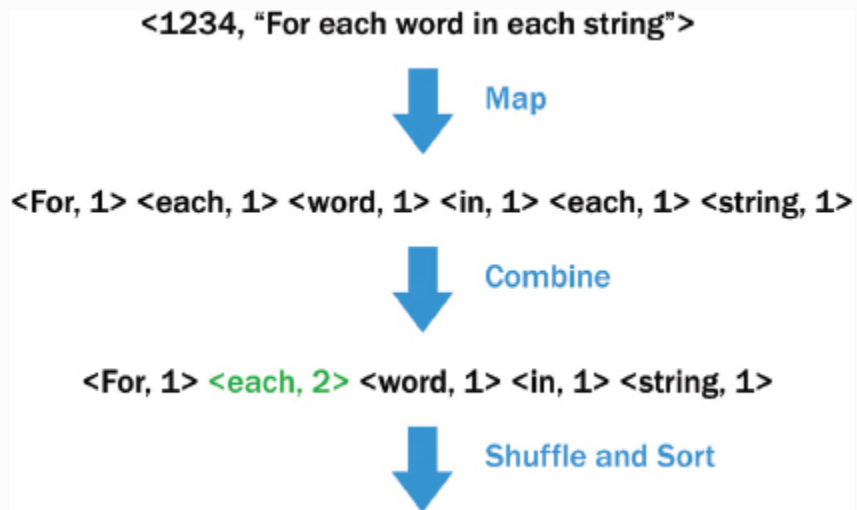 <1234, “For each word in each string”>
Map
<For, 1> <each, 1> <word, 1> <in, 1> <each, 1> <string, 1>
Combine
<For, 1> <each, 2> <word, 1> <in, 1> <string, 1>
Shuffle and Sort